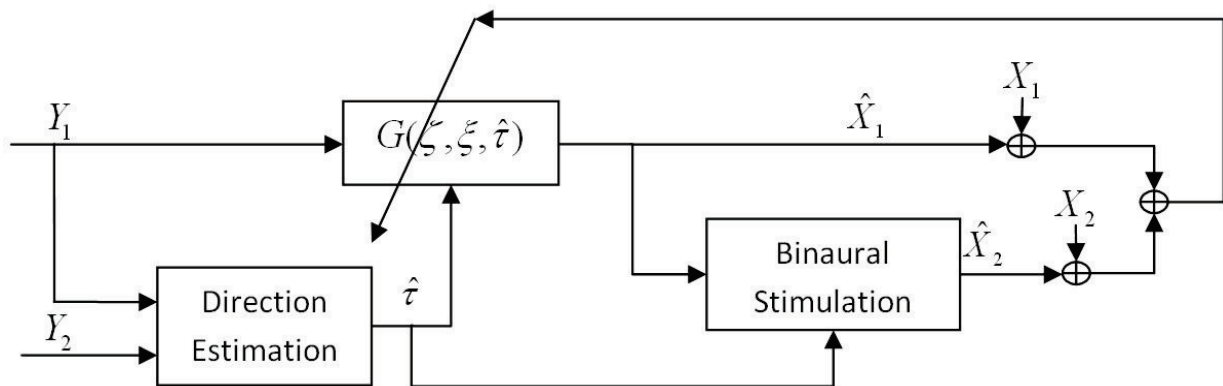 Y₁
G(ζ,ξ,τ̂)
X̂₁
X₁
Y₂
Direction
Estimation
τ̂
Binaural
Stimulation
X̂₂
X₂